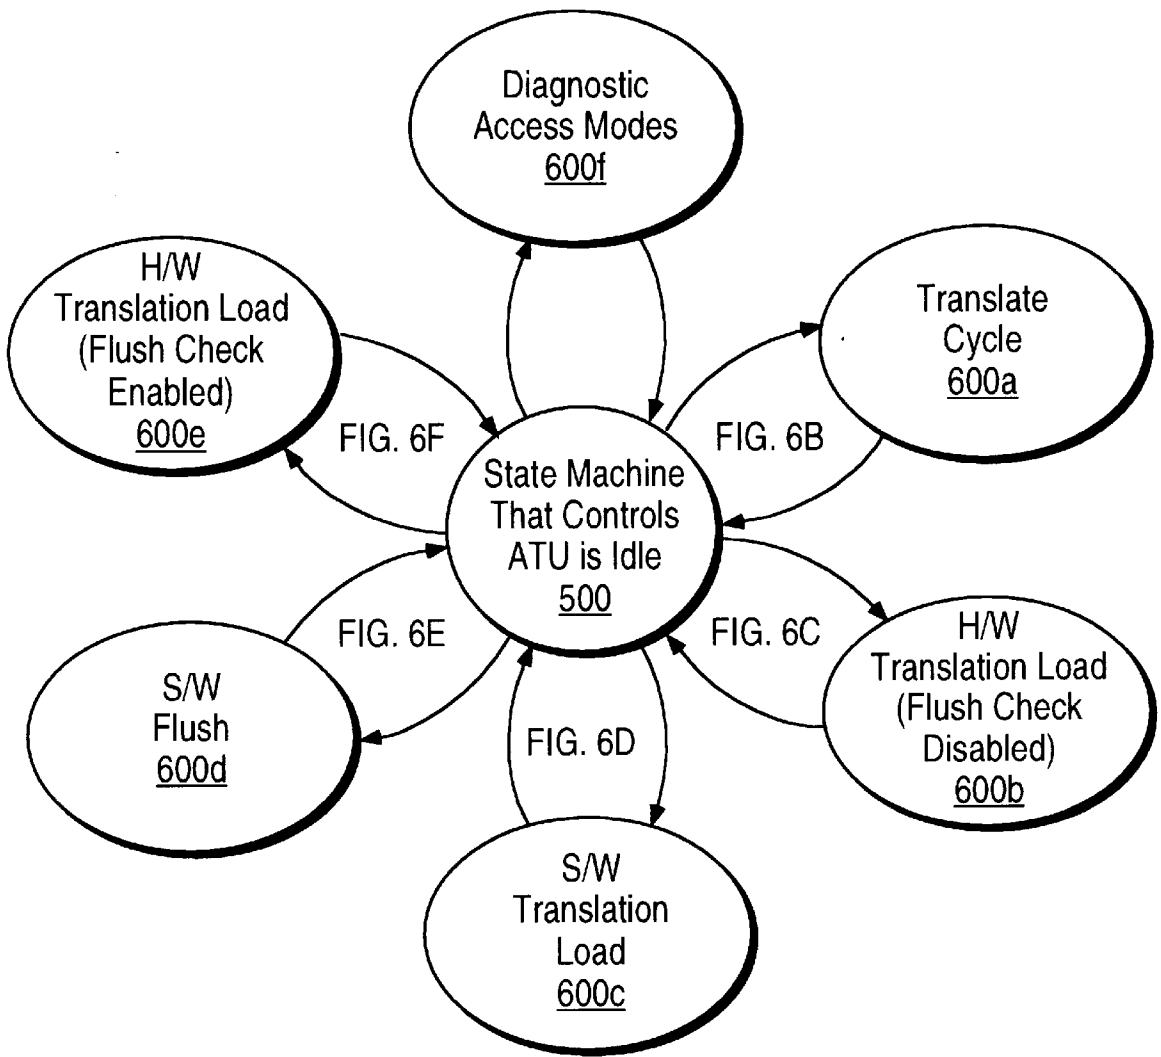 Diagnostic
Access Modes
600f
H/W
Translation Load
(Flush Check
Enabled)
600e
Translate
Cycle
600a
FIG. 6F
FIG. 6B
State Machine
That Controls
ATU is Idle
500
FIG. 6E
FIG. 6C
H/W
Translation Load
(Flush Check
Disabled)
600b
S/W
Flush
600d
FIG. 6D
S/W
Translation
Load
600c